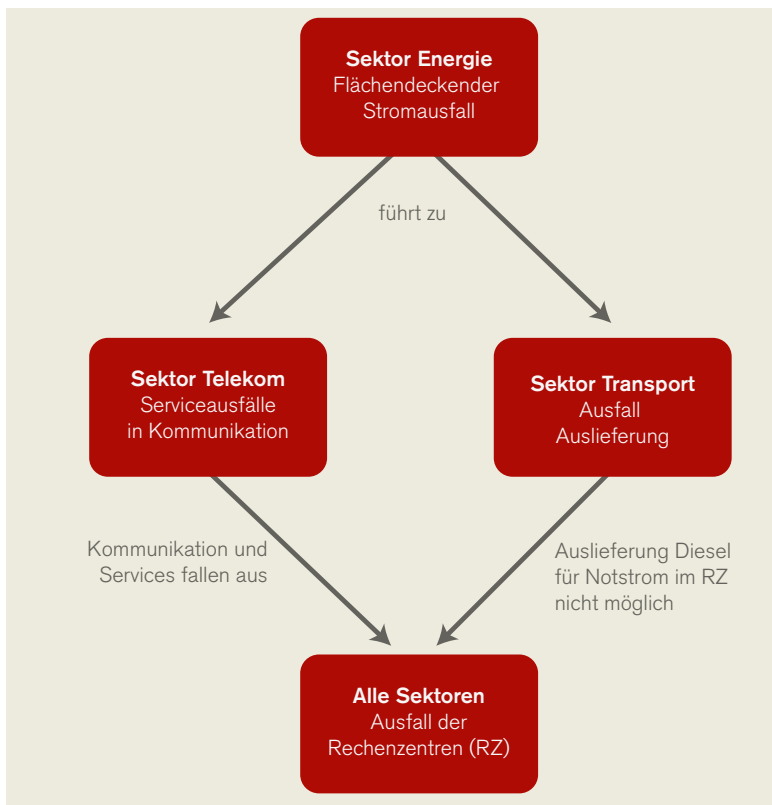 Sektor Energie
Flächendeckender
Stromausfall
führt zu
Sektor Telekom
Serviceausfälle
in Kommunikation
Sektor Transport
Ausfall
Auslieferung
Kommunikation und
Services fallen aus
Auslieferung Diesel
für Notstrom im RZ
nicht möglich
Alle Sektoren
Ausfall der
Rechenzentren (RZ)